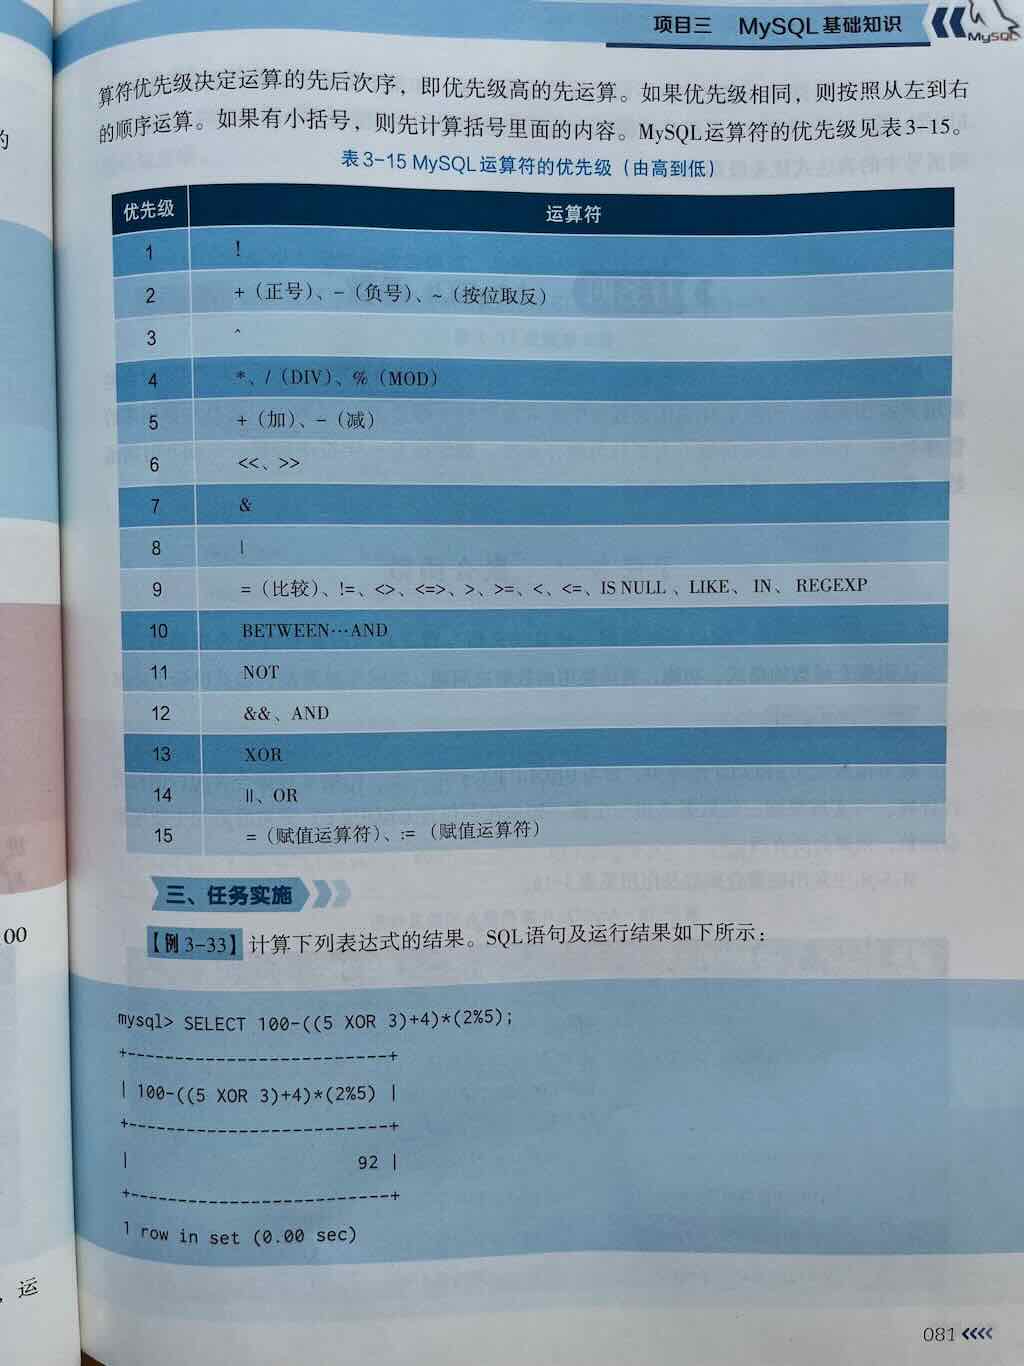 项目三 MySQL基础知识
MySQL
算符优先级决定运算的先后次序，即优先级高的先运算。如果优先级相同，则按照从左到右
的顺序运算。如果有小括号，则先计算括号里面的内容。MySQL运算符的优先级见表3-15。
表3-15 MySQL运算符的优先级（由高到低）
优先级 运算符
1 !
2 +（正号）、-（负号）、~（按位取反）
3 ^
4 *、/（DIV）、%（MOD）
5 +（加）、-（减）
6 <<、>>
7 &
8 |
9 =（比较）、!=、<>、<=>、>、>=、<、<=、IS NULL、LIKE、IN、REGEXP
10 BETWEEN…AND
11 NOT
12 &&、AND
13 XOR
14 ||、OR
15 =（赋值运算符）、:=（赋值运算符）
三、任务实施
【例3-33】计算下列表达式的结果。SQL语句及运行结果如下所示：
mysql> SELECT 100-((5 XOR 3)+4)*(2%5);
+-------------------------+
| 100-((5 XOR 3)+4)*(2%5) |
+-------------------------+
| 92 |
+-------------------------+
1 row in set (0.00 sec)
081
的
00
，运